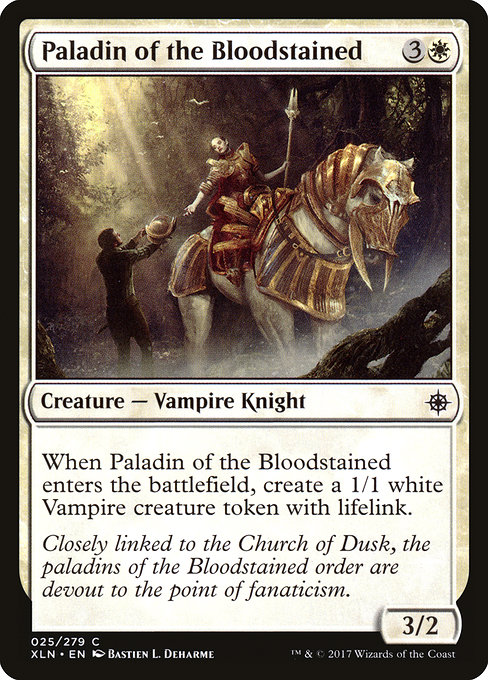 Paladin of the Bloodstained 3
Creature — Vampire Knight
When Paladin of the Bloodstained
enters the battlefield, create a 1/1 white
Vampire creature token with lifelink.
Closely linked to the Church of Dusk, the
paladins of the Bloodstained order are
devout to the point of fanaticism.
3/2
025/279 C
XLN • EN Bastien L. Deharme
™ & © 2017 Wizards of the Coast